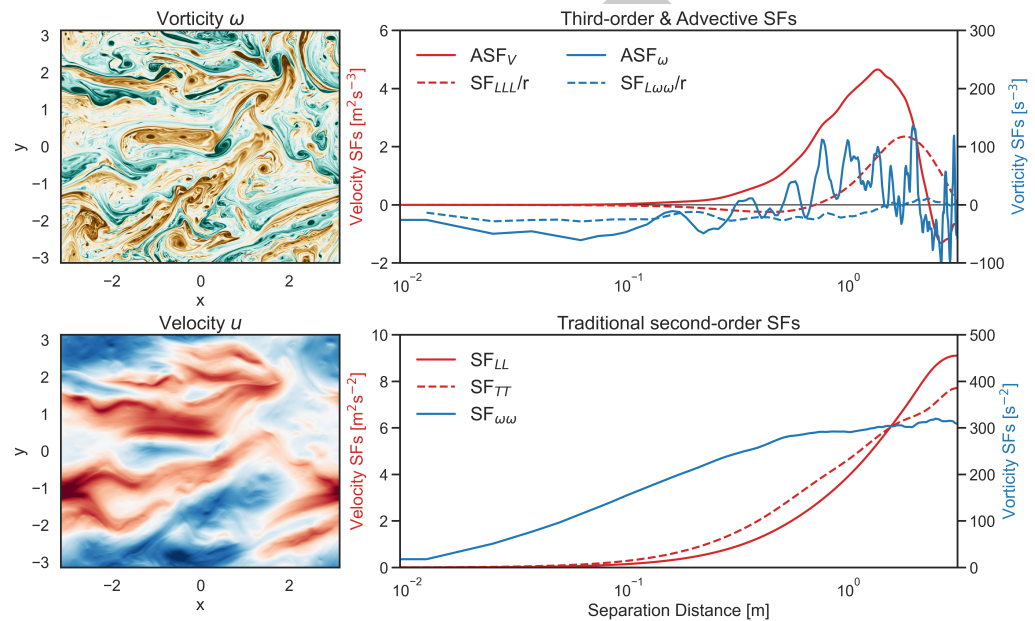 Vorticity ω
Third-order & Advective SFs
3
2
1
0
−1
−2
−3
y
−2
0
2
x
6
4
2
0
−2
Velocity SFs [m²s⁻³]
ASF_V
SF_LLL/r
ASF_ω
SF_Lωω/r
300
200
100
0
−100
Vorticity SFs [s⁻³]
10⁻²
10⁻¹
10⁰
Velocity u
Traditional second-order SFs
3
2
1
0
−1
−2
−3
y
−2
0
2
x
10
8
6
4
2
0
Velocity SFs [m²s⁻²]
SF_LL
SF_TT
SF_ωω
500
400
300
200
100
0
Vorticity SFs [s⁻²]
10⁻²
10⁻¹
10⁰
Separation Distance [m]